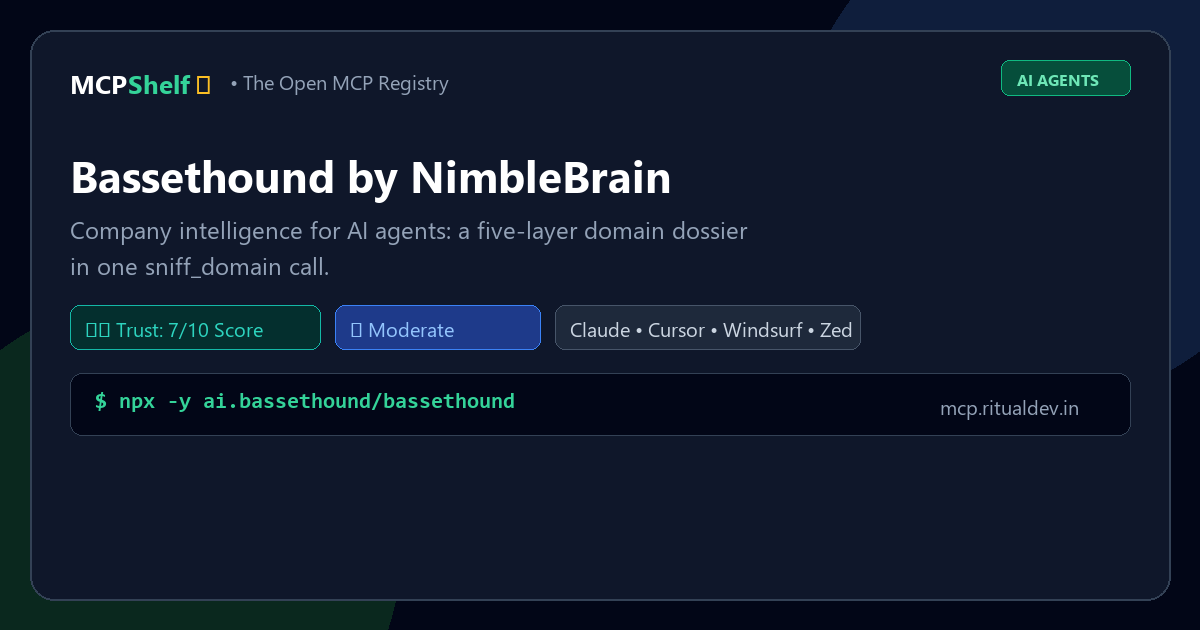 MCPShelf • The Open MCP Registry
AI AGENTS
Bassethound by NimbleBrain
Company intelligence for AI agents: a five-layer domain dossier
in one sniff_domain call.
Trust: 7/10 Score
Moderate
Claude • Cursor • Windsurf • Zed
$ npx -y ai.bassethound/bassethound
mcp.ritualdev.in